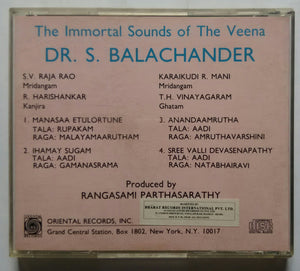 The Immortal Sounds of The Veena
DR. S. BALACHANDER
S.V. RAJA RAO
Mridangam
R. HARISHANKAR
Kanjira
KARAIKUDI R. MANI
Mridangam
T.H. VINAYAGARAM
Ghatam
1. MANASAA ETULORTUNE
TALA: RUPAKAM
RAGA: MALAYAMAARUTHAM
2. IHAMAY SUGAM
TALA: AADI
RAGA: GAMANASRAMA
3. ANANDAAMRUTHA
TALA: AADI
RAGA: AMRUTHAVARSHINI
4. SREE VALLI DEVASENAPATHY
TALA: AADI
RAGA: NATABHAIRAVI
Produced by
RANGASAMI PARTHASARATHY
BHARAT RECORDS INTERNATIONAL PVT. LTD.
ORIENTAL RECORDS, INC.
Grand Central Station, Box 1802, New York, N.Y. 10017